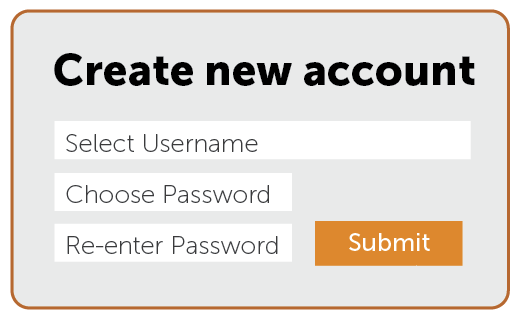 Create new account
Select Username
Choose Password
Re-enter Password
Submit